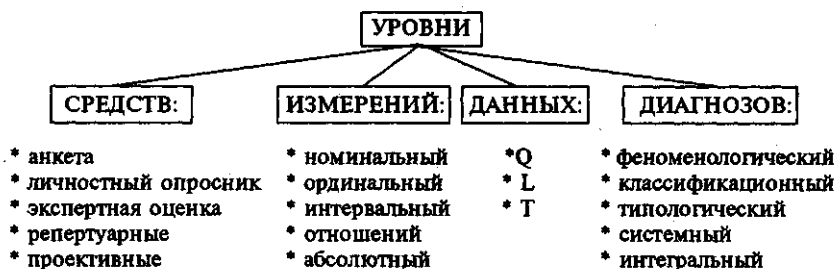 УРОВНИ
СРЕДСТВ:
* анкета
* личностный опросник
* экспертная оценка
* репертуарные
* проективные
ИЗМЕРЕНИЙ:
* номинальный
* ординальный
* интервальный
* отношений
* абсолютный
ДАННЫХ:
*Q
* L
* T
ДИАГНОЗОВ:
* феноменологический
* классификационный
* типологический
* системный
* интегральный